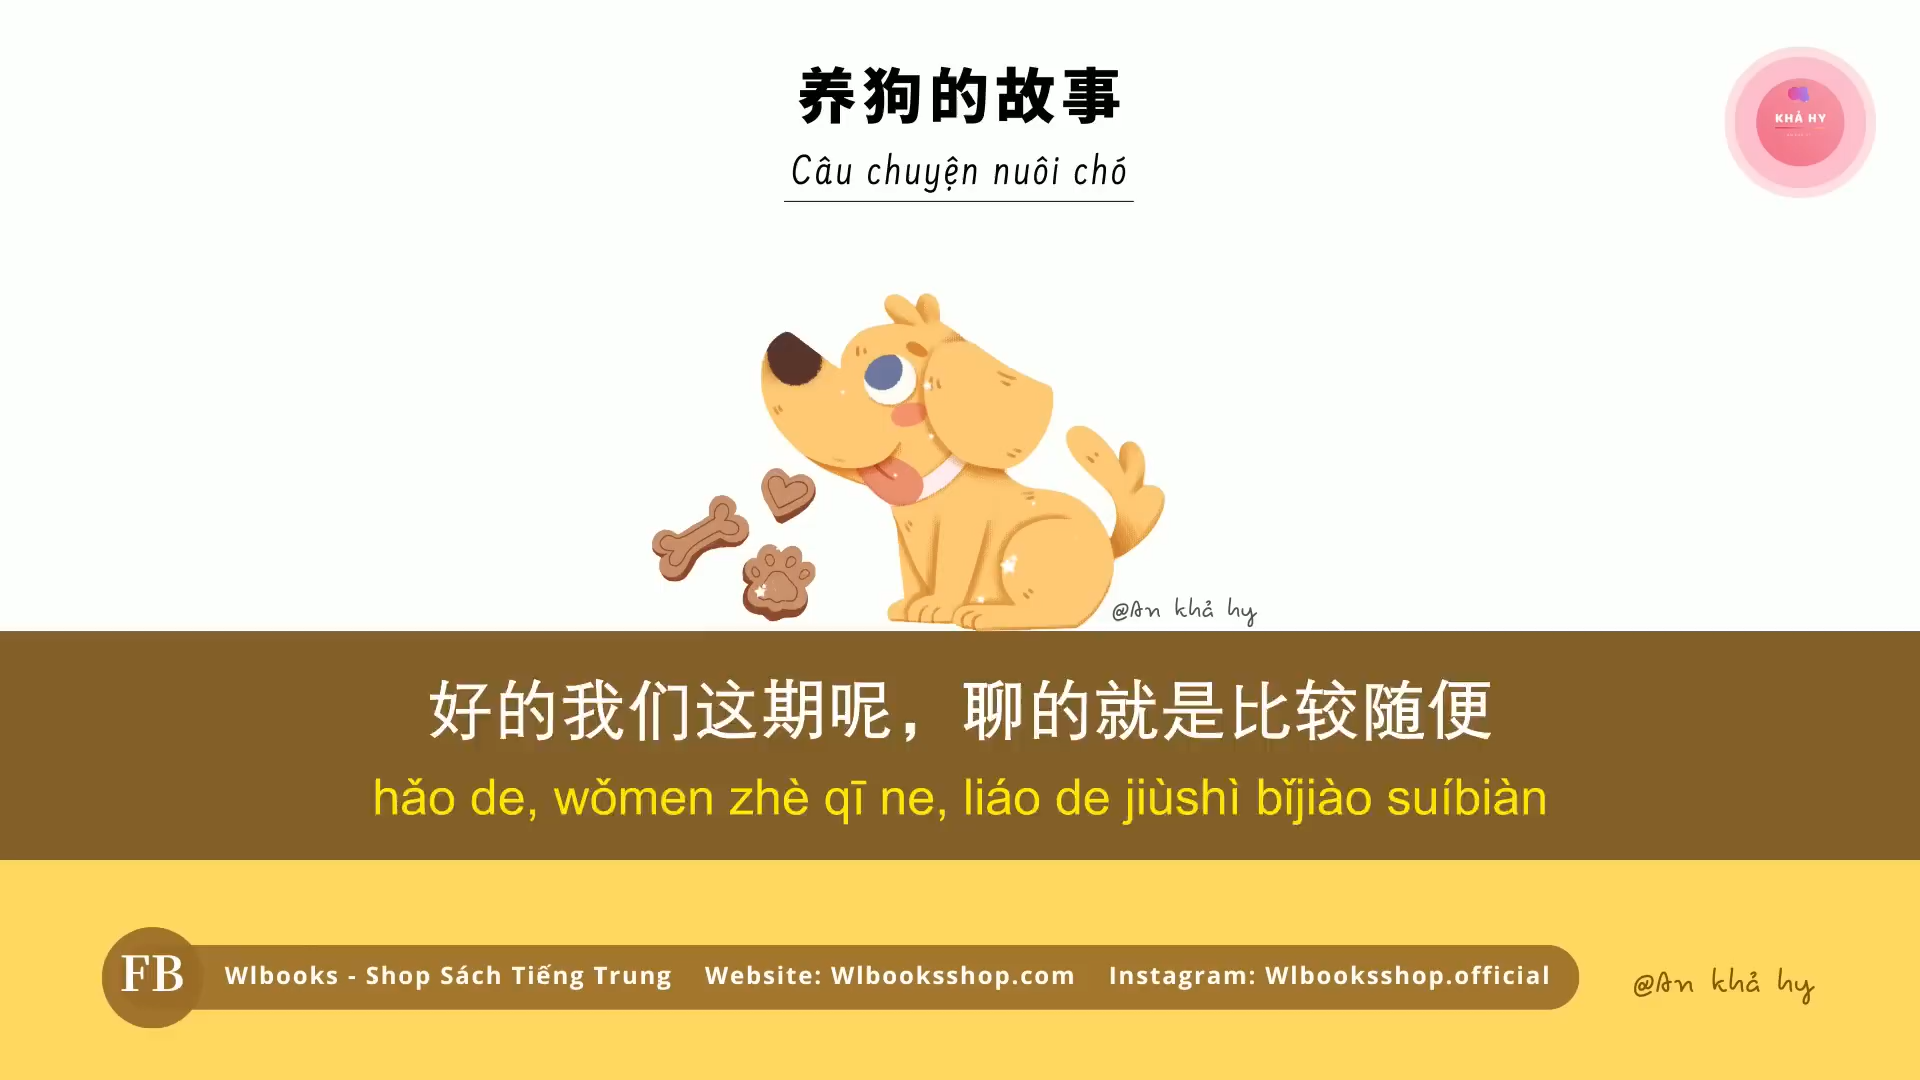 养狗的故事
Câu chuyện nuôi chó
KHẢ HY
@An khả hy
好的我们这期呢，聊的就是比较随便
hǎo de, wǒmen zhè qī ne, liáo de jiùshì bǐjiào suíbiàn
FB Wlbooks - Shop Sách Tiếng Trung Website: Wlbooksshop.com Instagram: Wlbooksshop.official
@An khả hy